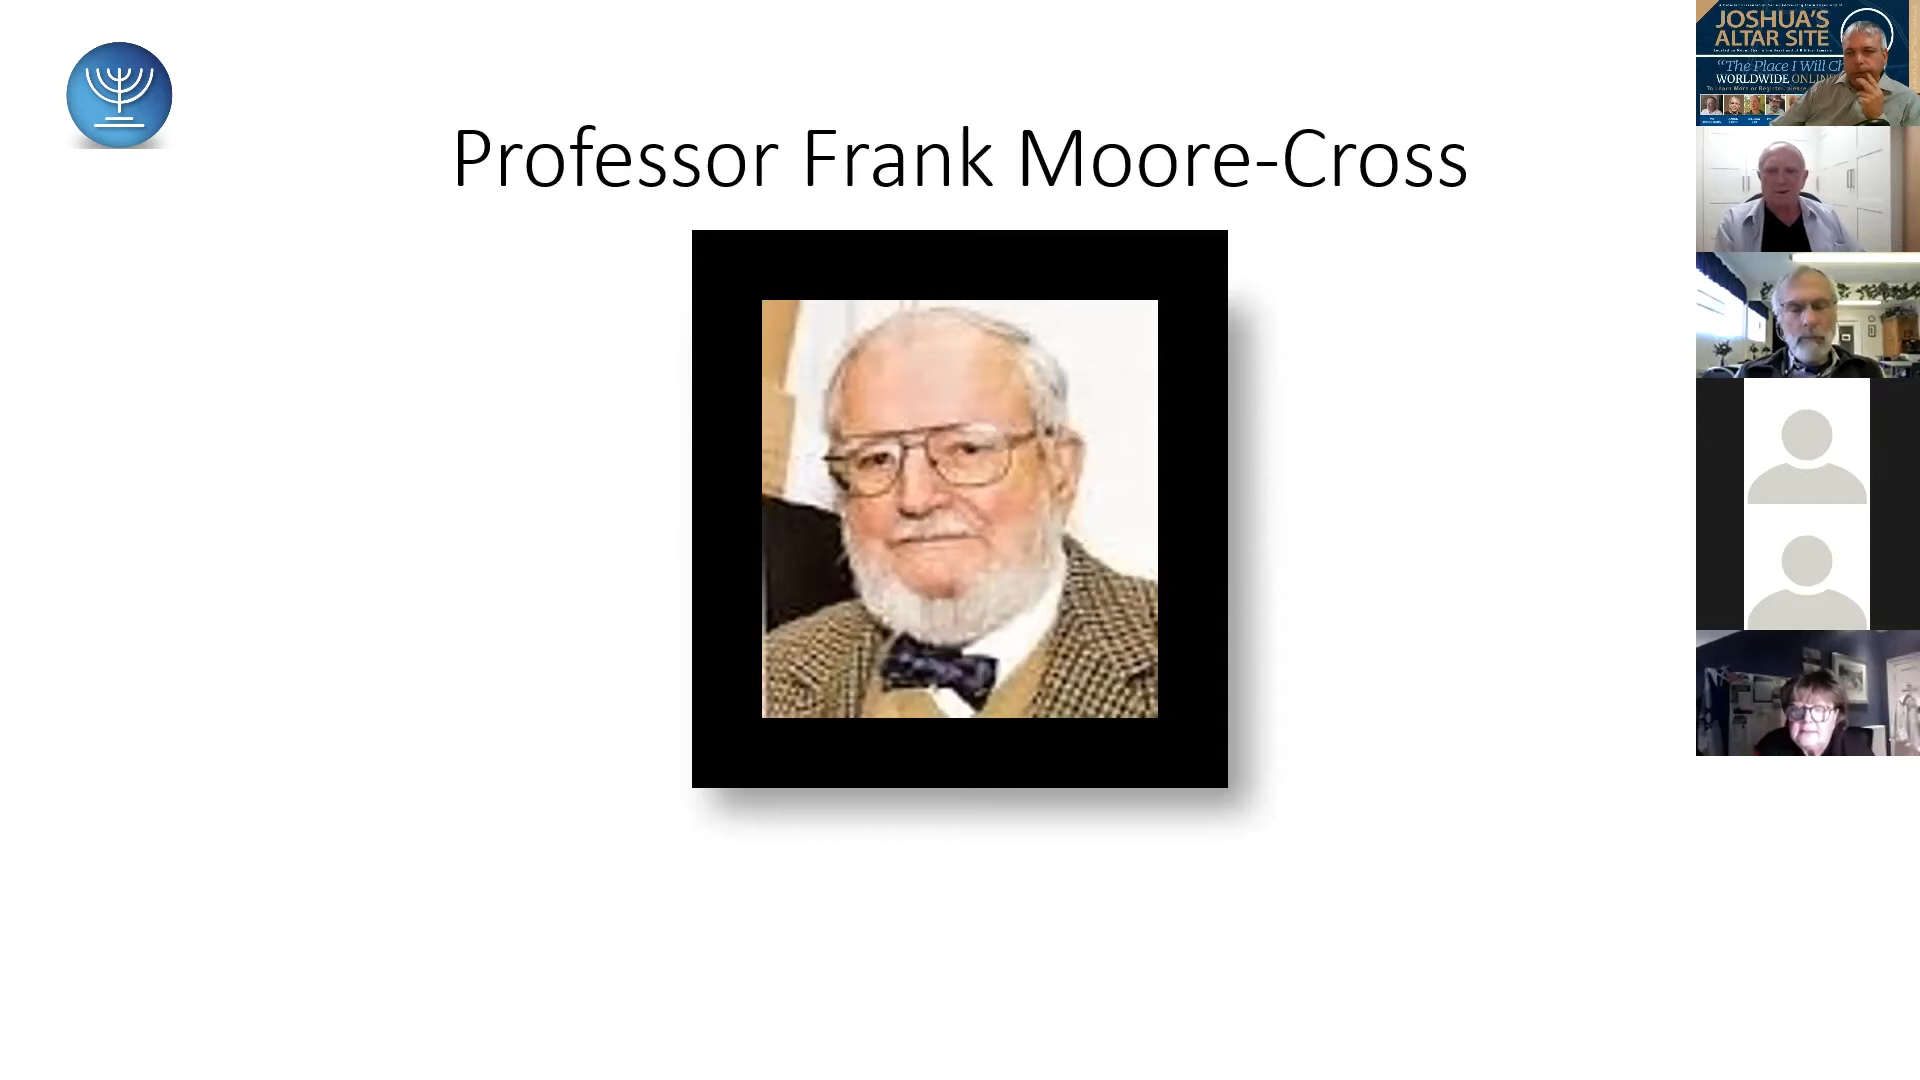 Professor Frank Moore-Cross
JOSHUA'S
ALTAR SITE
"The Place I Will Ch
WORLDWIDE ONLIN